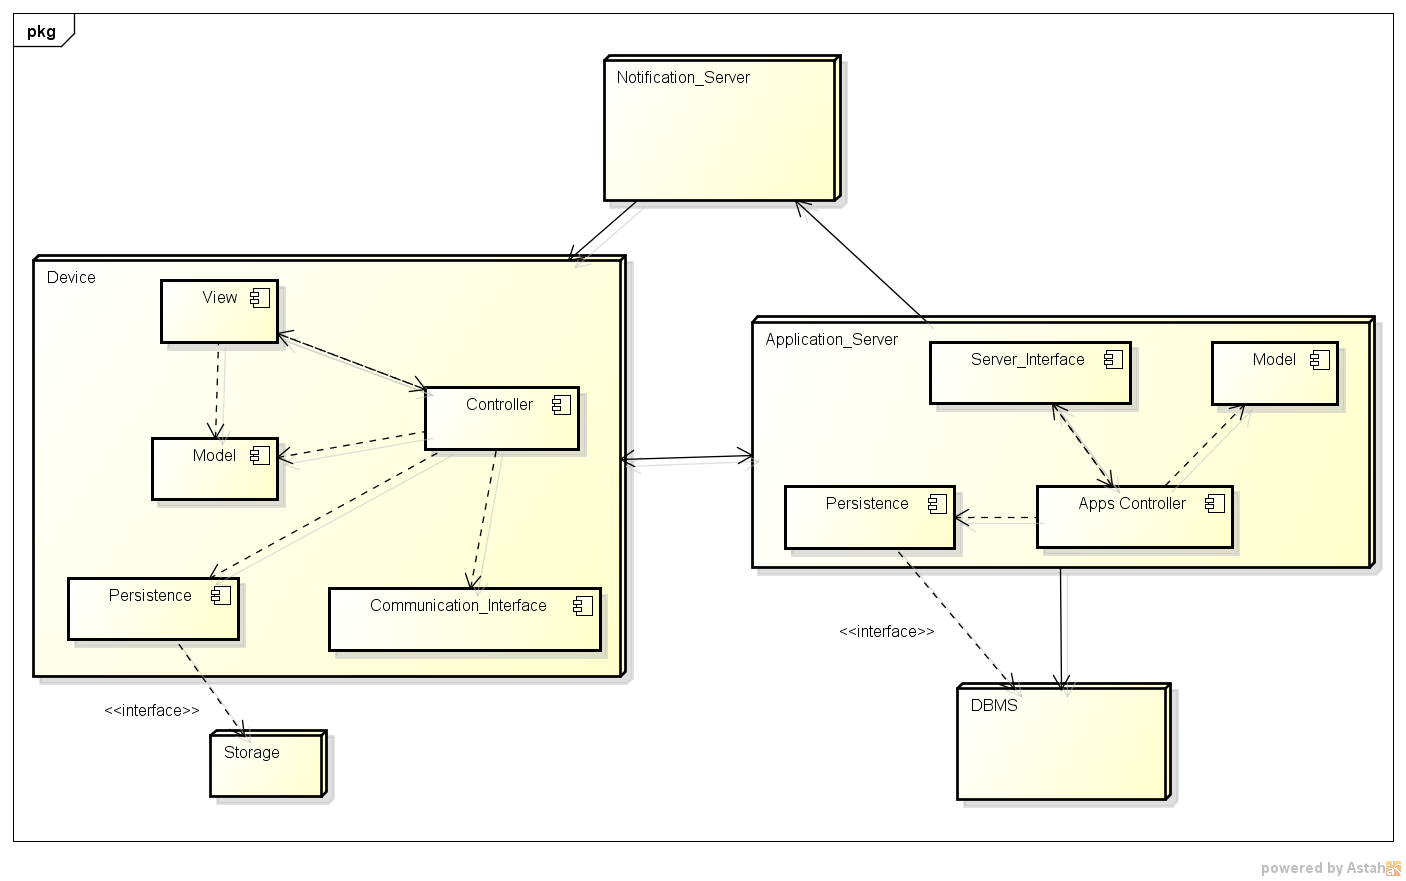 pkg
Notification_Server
Device
View
Application_Server
Server_Interface
Model
Controller
Model
Persistence
Apps Controller
Persistence
Communication_Interface
<<interface>>
<<interface>>
DBMS
Storage
powered by Astah